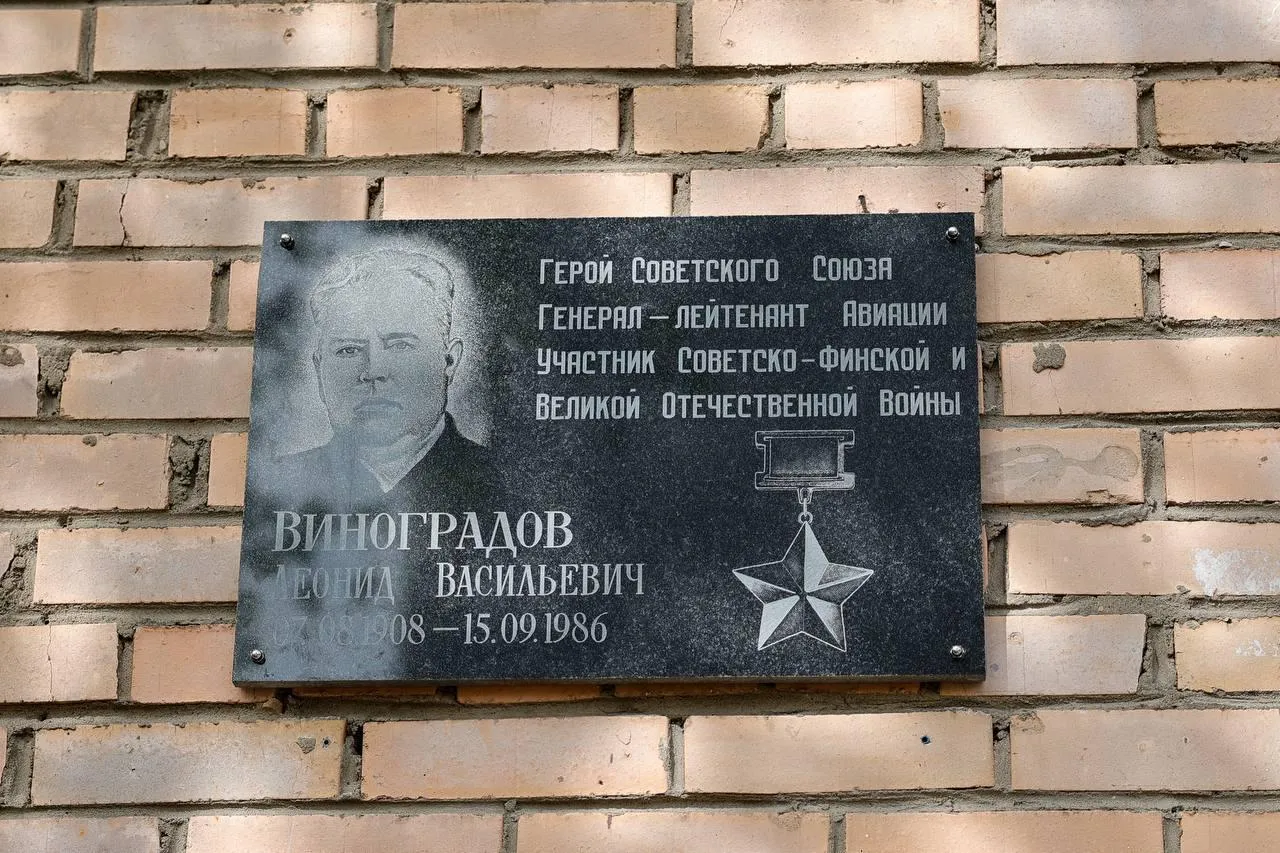 Герой Советского Союза
Генерал – лейтенант Авиации
участник Советско-финской и
Великой Отечественной Войны
ВИНОГРАДОВ
ЛЕОНИД ВАСИЛЬЕВИЧ
07.08.1908 – 15.09.1986